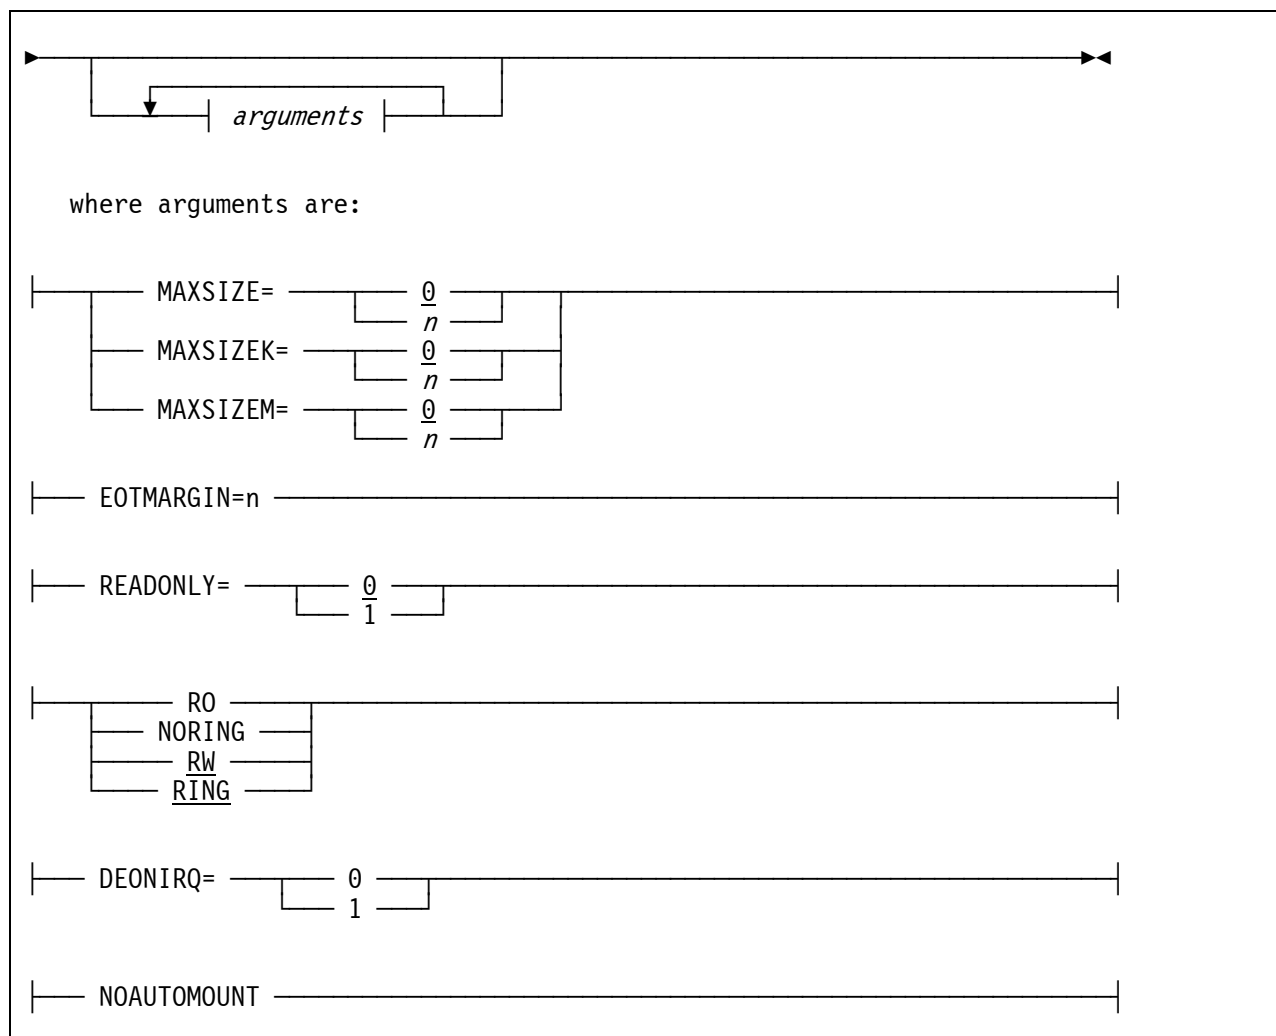 arguments
where arguments are:
MAXSIZE= 0
n
MAXSIZEK= 0
n
MAXSIZEM= 0
n
EOTMARGIN=n
READONLY= 0
1
RO
NORING
RW
RING
DEONIRQ= 0
1
NOAUTOMOUNT